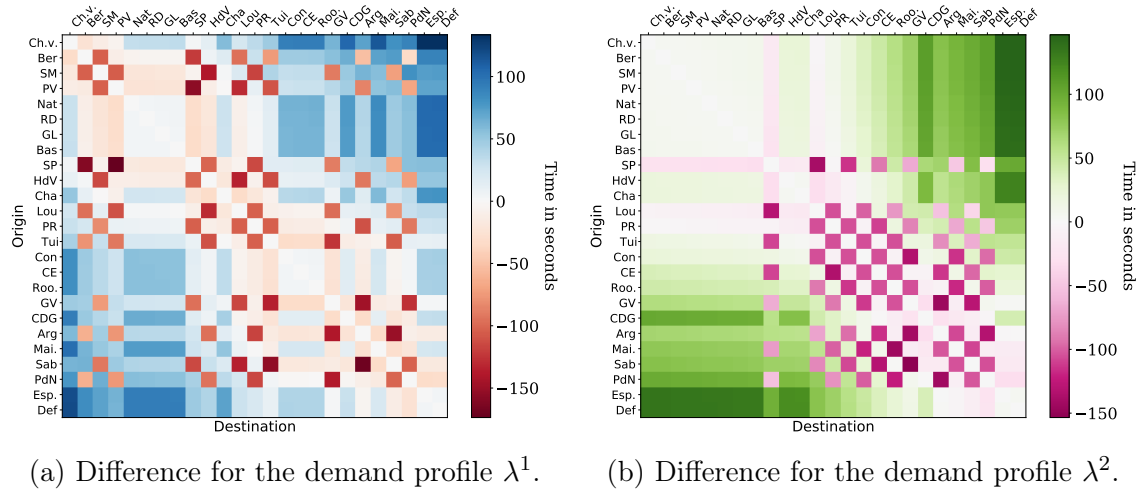 Ch.v. Ber SM PV Nat RD GL Bas SP HdV Cha Lou PR Tui Con CE Roo. GV CDG Arg Mai. Sab PdN Esp. Def
Ch.v.
Ber
SM
PV
Nat
RD
GL
Bas
SP
HdV
Cha
Lou
PR
Tui
Con
CE
Roo.
GV
CDG
Arg
Mai.
Sab
PdN
Esp.
Def
Origin
Destination
100
50
0
−50
−100
−150
Time in seconds
(a) Difference for the demand profile λ¹.
Ch.v. Ber SM PV Nat RD GL Bas SP HdV Cha Lou PR Tui Con CE Roo. GV CDG Arg Mai. Sab PdN Esp. Def
Ch.v.
Ber
SM
PV
Nat
RD
GL
Bas
SP
HdV
Cha
Lou
PR
Tui
Con
CE
Roo.
GV
CDG
Arg
Mai.
Sab
PdN
Esp.
Def
Origin
Destination
100
50
0
−50
−100
−150
Time in seconds
(b) Difference for the demand profile λ².